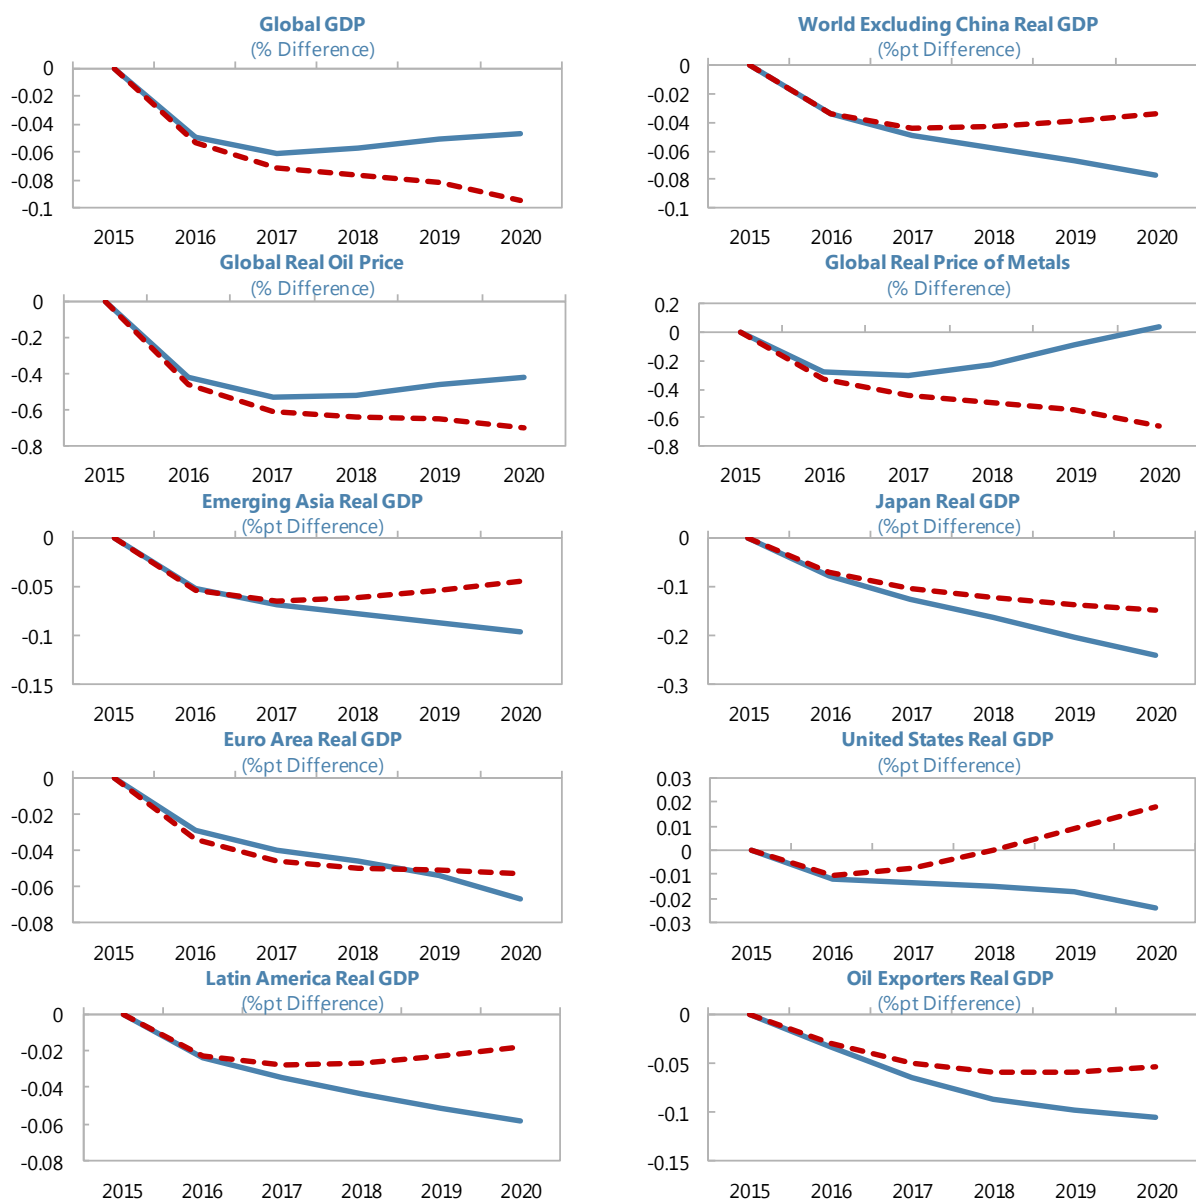 Global GDP
(% Difference)
0
-0.02
-0.04
-0.06
-0.08
-0.1
2015 2016 2017 2018 2019 2020
World Excluding China Real GDP
(%pt Difference)
0
-0.02
-0.04
-0.06
-0.08
-0.1
2015 2016 2017 2018 2019 2020
Global Real Oil Price
(% Difference)
0
-0.2
-0.4
-0.6
-0.8
2015 2016 2017 2018 2019 2020
Global Real Price of Metals
(% Difference)
0.2
0
-0.2
-0.4
-0.6
-0.8
2015 2016 2017 2018 2019 2020
Emerging Asia Real GDP
(%pt Difference)
0
-0.05
-0.1
-0.15
2015 2016 2017 2018 2019 2020
Japan Real GDP
(%pt Difference)
0
-0.1
-0.2
-0.3
2015 2016 2017 2018 2019 2020
Euro Area Real GDP
(%pt Difference)
0
-0.02
-0.04
-0.06
-0.08
2015 2016 2017 2018 2019 2020
United States Real GDP
(%pt Difference)
0.03
0.02
0.01
0
-0.01
-0.02
-0.03
2015 2016 2017 2018 2019 2020
Latin America Real GDP
(%pt Difference)
0
-0.02
-0.04
-0.06
-0.08
2015 2016 2017 2018 2019 2020
Oil Exporters Real GDP
(%pt Difference)
0
-0.05
-0.1
-0.15
2015 2016 2017 2018 2019 2020